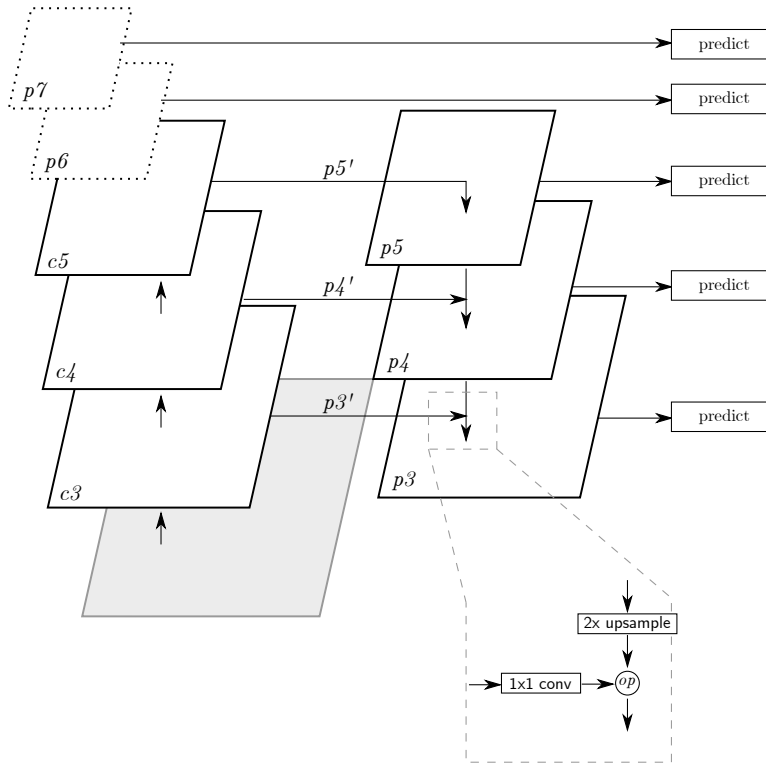 predict
p7
predict
p6
p5'
predict
c5
p5
p4'
predict
c4
p4
p3'
predict
c3
p3
2x upsample
1x1 conv
op